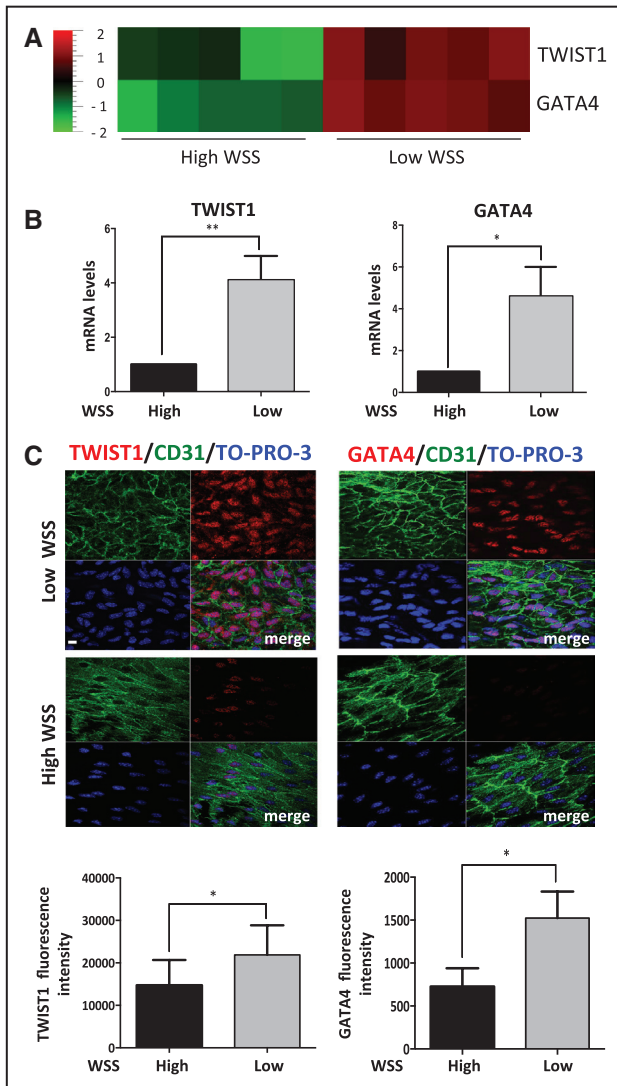 A
2
1
0
- 1
- 2
TWIST1
GATA4
High WSS
Low WSS
B
TWIST1
**
mRNA levels
6
4
2
0
WSS
High
Low
GATA4
*
mRNA levels
8
6
4
2
0
WSS
High
Low
C
TWIST1/CD31/TO-PRO-3
GATA4/CD31/TO-PRO-3
Low WSS
merge
merge
High WSS
merge
merge
*
TWIST1 fluorescence
intensity
40000
30000
20000
10000
0
WSS
High
Low
*
GATA4 fluorescence
intensity
2000
1500
1000
500
0
WSS
High
Low